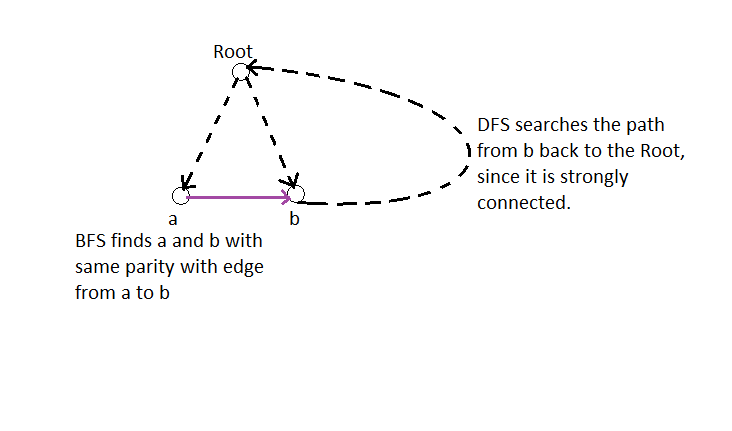 Root
DFS searches the path
from b back to the Root,
since it is strongly
connected.
a
b
BFS finds a and b with
same parity with edge
from a to b